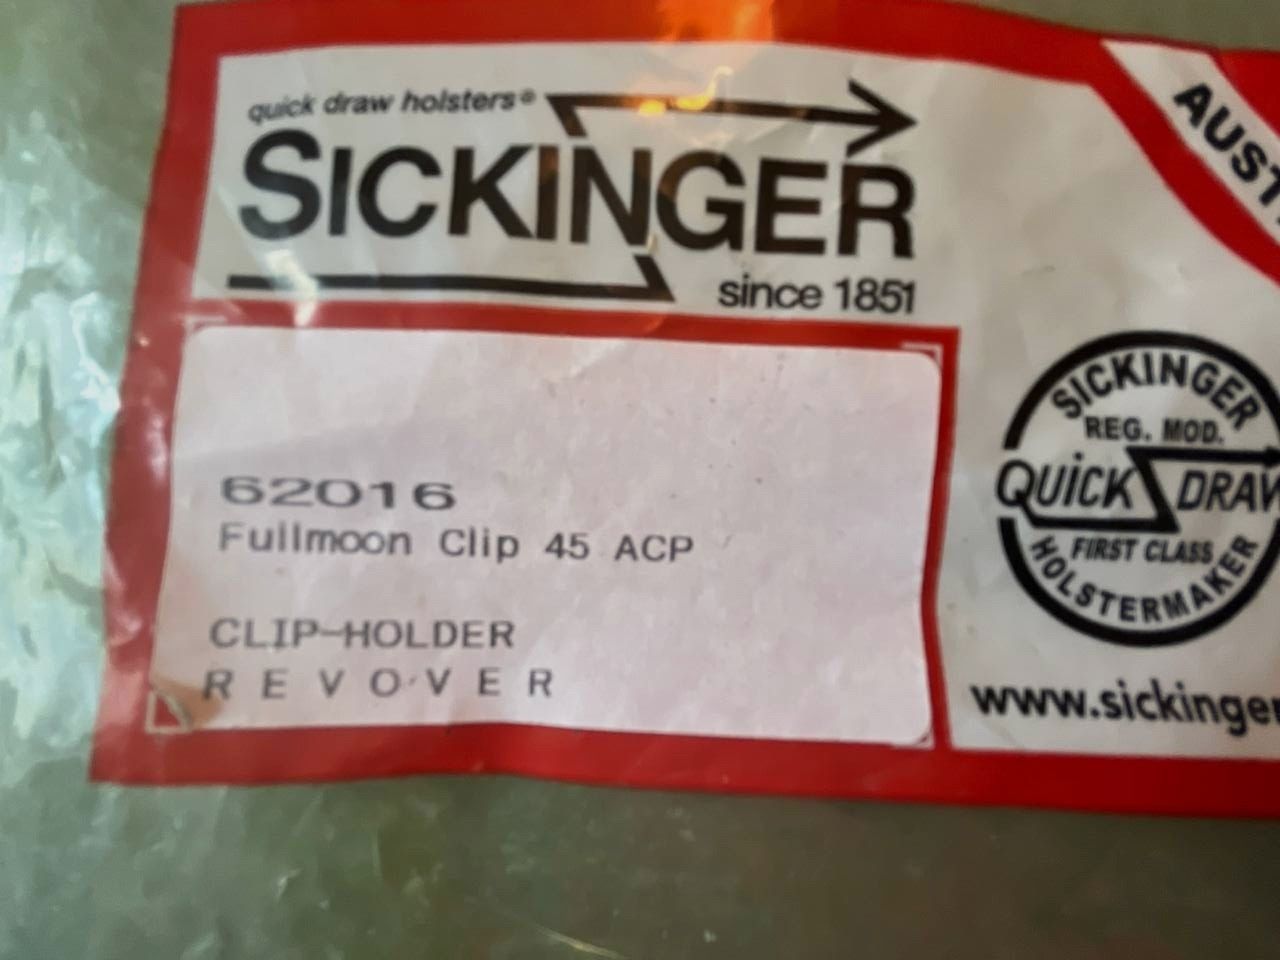 quick draw holsters®
SICKINGER
since 1851
AUST
62016
Fullmoon Clip 45 ACP
CLIP-HOLDER
REVOVER
SICKINGER
REG. MOD.
QUiCK DRAW
FIRST CLASS
HOLSTERMAKER
www.sickinger